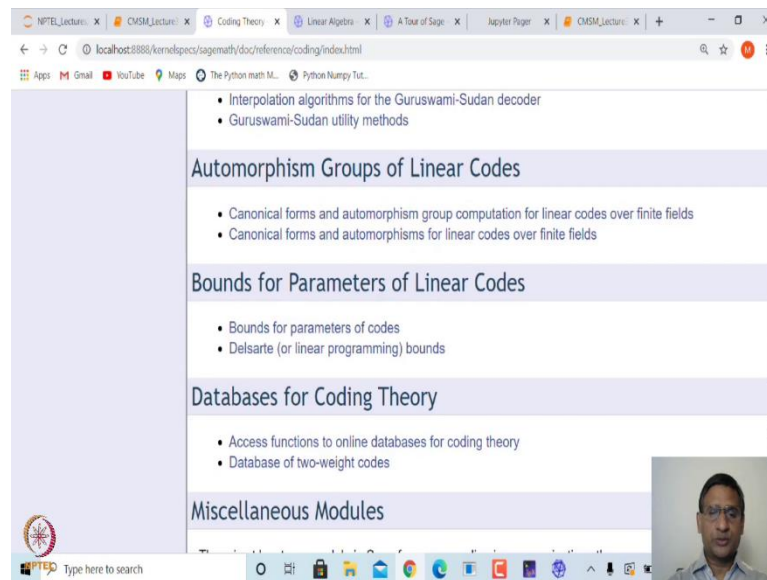 NPTEL_Lectures
CMSM_Lecture
Coding Theory
Linear Algebra
A Tour of Sage
Jupyter Pager
CMSM_Lecture
localhost:8888/kernelspecs/sagemath/doc/reference/coding/index.html
M
Apps
Gmail
YouTube
Maps
The Python math M...
Python Numpy Tut...
• Interpolation algorithms for the Guruswami-Sudan decoder
• Guruswami-Sudan utility methods
Automorphism Groups of Linear Codes
• Canonical forms and automorphism group computation for linear codes over finite fields
• Canonical forms and automorphisms for linear codes over finite fields
Bounds for Parameters of Linear Codes
• Bounds for parameters of codes
• Delsarte (or linear programming) bounds
Databases for Coding Theory
• Access functions to online databases for coding theory
• Database of two-weight codes
Miscellaneous Modules
NPTEL
Type here to search